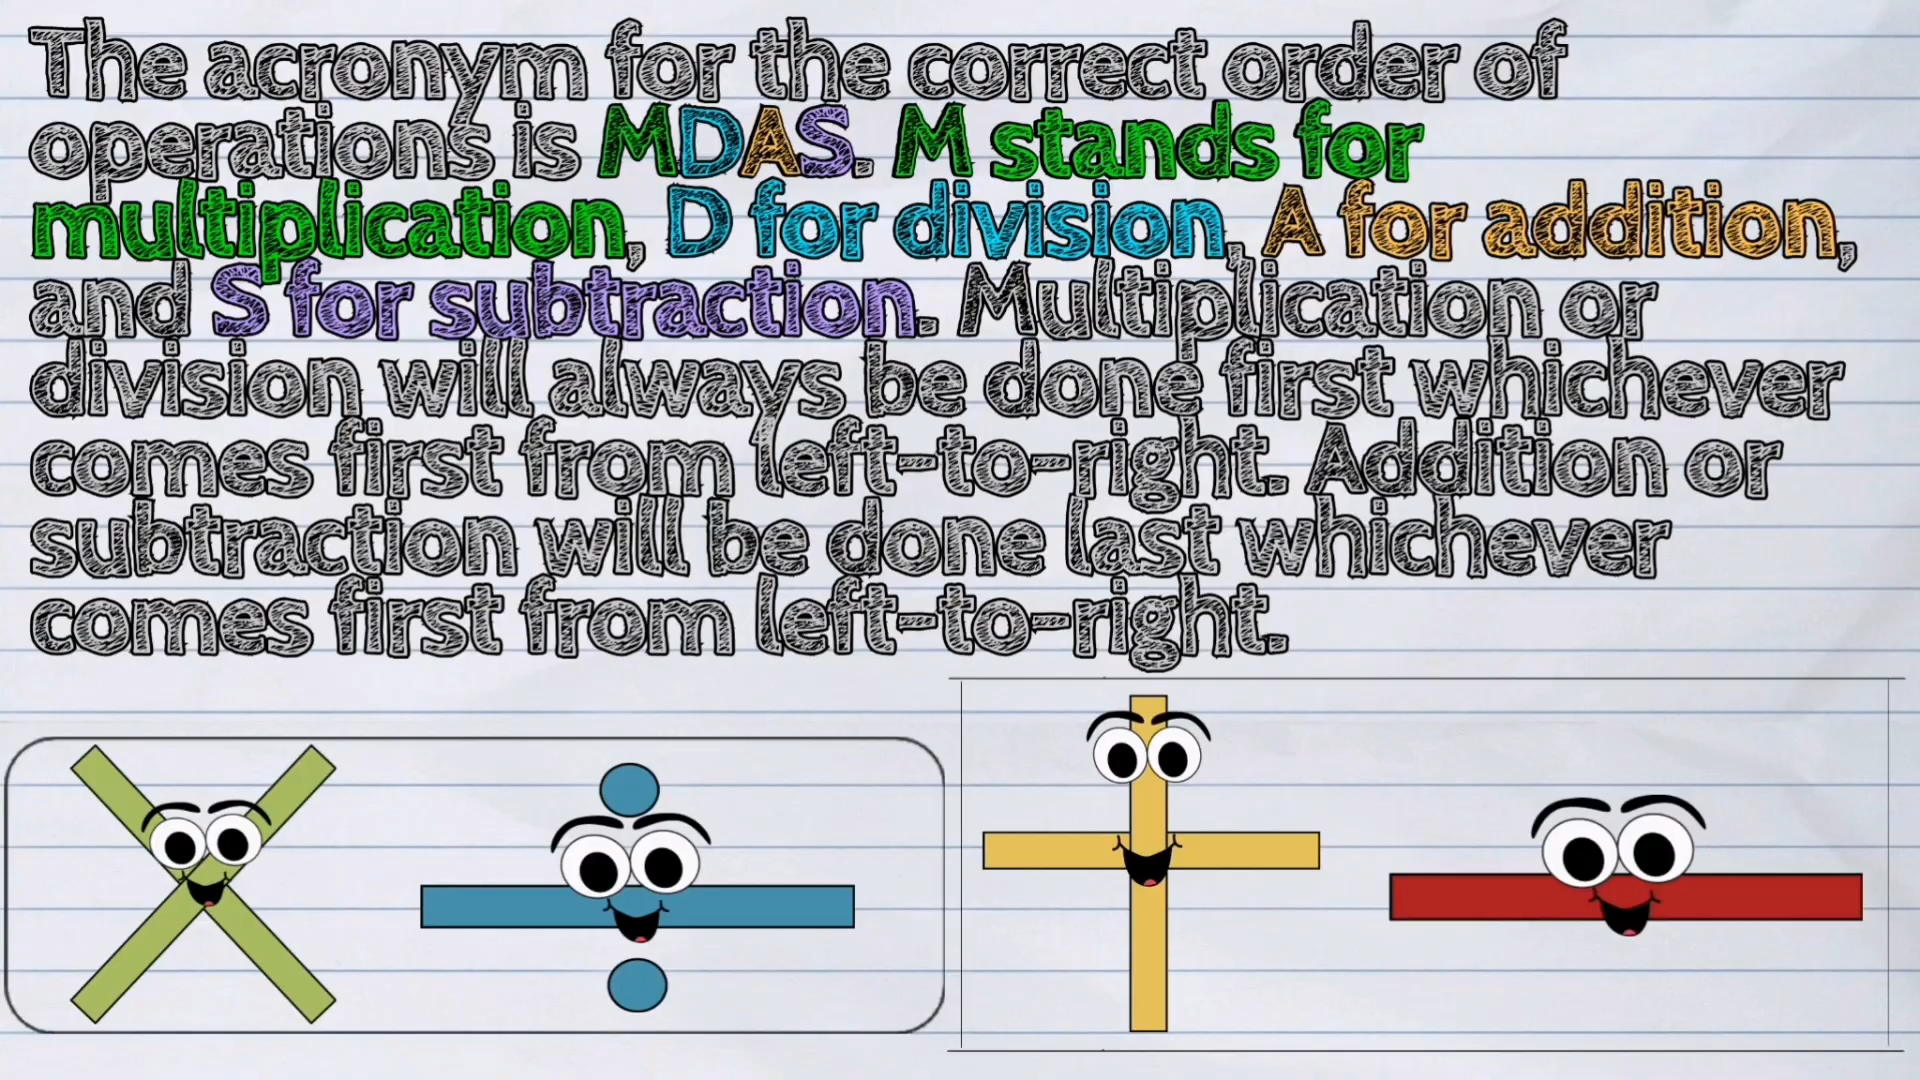 The acronym for the correct order of
operations is MDAS. M stands for
multiplication, D for division, A for addition,
and S for subtraction. Multiplication or
division will always be done first whichever
comes first from left-to-right. Addition or
subtraction will be done last whichever
comes first from left-to-right.